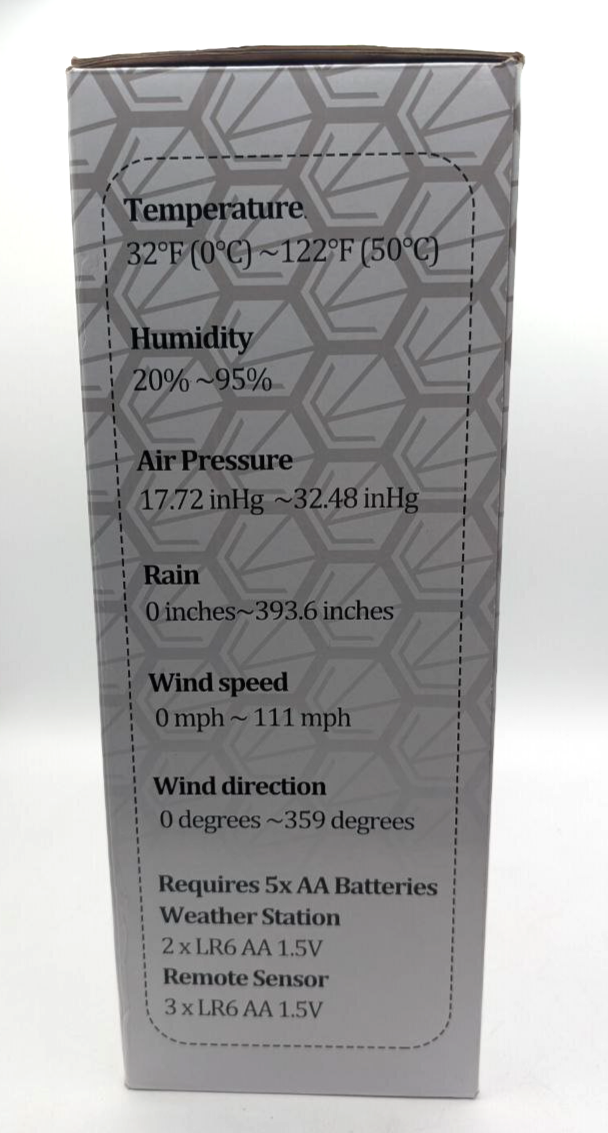 Temperature.
32°F (0°C) ~122°F (50°C)
Humidity
20% ~95%
Air Pressure
17.72 inHg ~32.48 inHg
Rain
0 inches~393.6 inches
Wind speed
0 mph ~ 111 mph
Wind direction
0 degrees ~359 degrees
Requires 5x AA Batteries
Weather Station
2 x LR6 AA 1.5V
Remote Sensor
3 x LR6 AA 1.5V